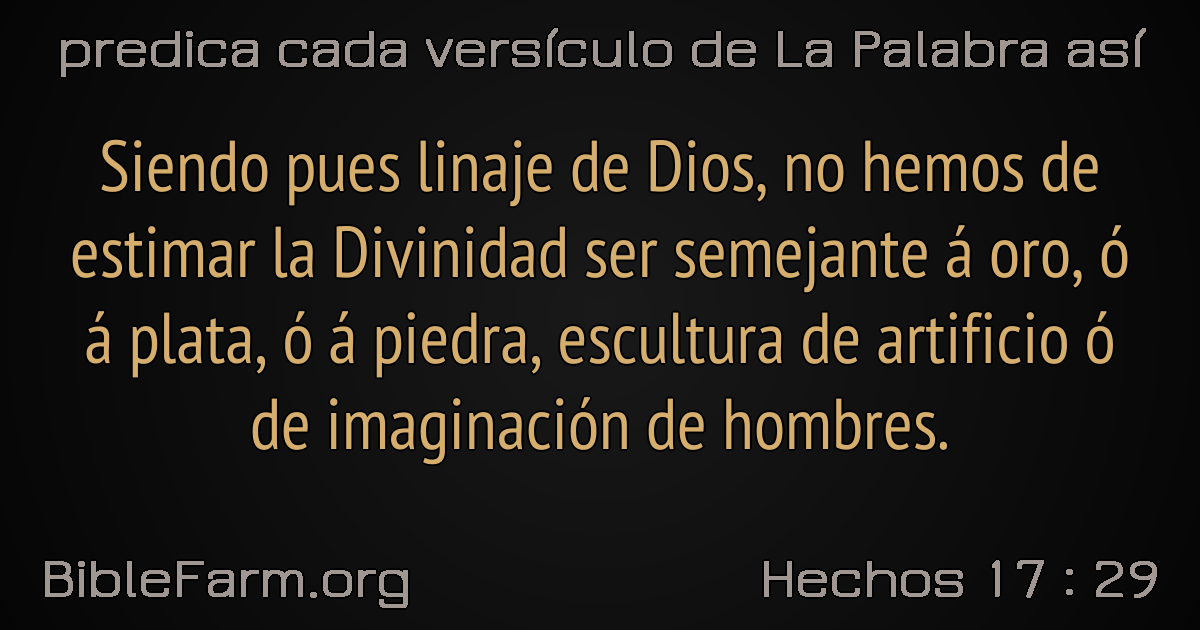 predica cada versículo de La Palabra así
Siendo pues linaje de Dios, no hemos de
estimar la Divinidad ser semejante á oro, ó
á plata, ó á piedra, escultura de artificio ó
de imaginación de hombres.
BibleFarm.org
Hechos 17 : 29